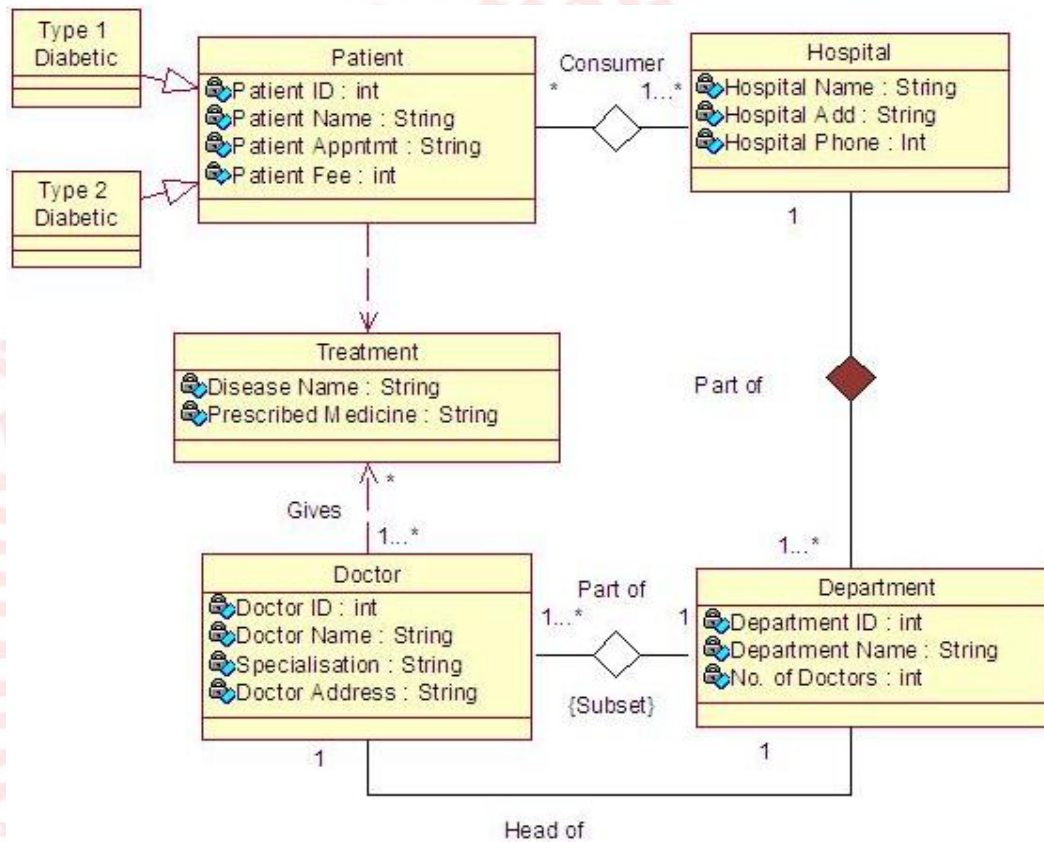 Type 1
Diabetic
Patient
Patient ID : int
Patient Name : String
Patient Appntmt : String
Patient Fee : int
Consumer
*
1...*
Hospital
Hospital Name : String
Hospital Add : String
Hospital Phone : Int
Type 2
Diabetic
1
Treatment
Disease Name : String
Prescribed Medicine : String
Part of
*
Gives
1...*
1...*
Doctor
Doctor ID : int
Doctor Name : String
Specialisation : String
Doctor Address : String
Part of
1...*
1
{Subset}
Department
Department ID : int
Department Name : String
No. of Doctors : int
1
1
Head of